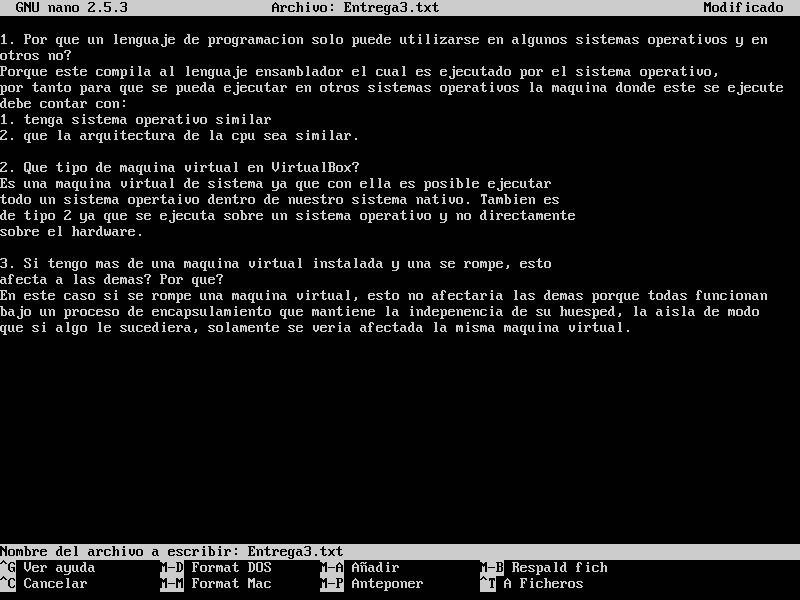 GNU nano 2.5.3 Archivo: Entrega3.txt Modificado
1. Por que un lenguaje de programacion solo puede utilizarse en algunos sistemas operativos y en
otros no?
Porque este compila al lenguaje ensamblador el cual es ejecutado por el sistema operativo,
por tanto para que se pueda ejecutar en otros sistemas operativos la maquina donde este se ejecute
debe contar con:
1. tenga sistema operativo similar
2. que la arquitectura de la cpu sea similar.
2. Que tipo de maquina virtual en VirtualBox?
Es una maquina virtual de sistema ya que con ella es posible ejecutar
todo un sistema opertaivo dentro de nuestro sistema nativo. Tambien es
de tipo 2 ya que se ejecuta sobre un sistema operativo y no directamente
sobre el hardware.
3. Si tengo mas de una maquina virtual instalada y una se rompe, esto
afecta a las demas? Por que?
En este caso si se rompe una maquina virtual, esto no afectaria las demas porque todas funcionan
bajo un proceso de encapsulamiento que mantiene la indepenencia de su huesped, la aisla de modo
que si algo le sucediera, solamente se veria afectada la misma maquina virtual.
Nombre del archivo a escribir: Entrega3.txt
^G Ver ayuda M-D Format DOS M-A Añadir M-B Respald fich
^C Cancelar M-M Format Mac M-P Anteponer ^T A Ficheros